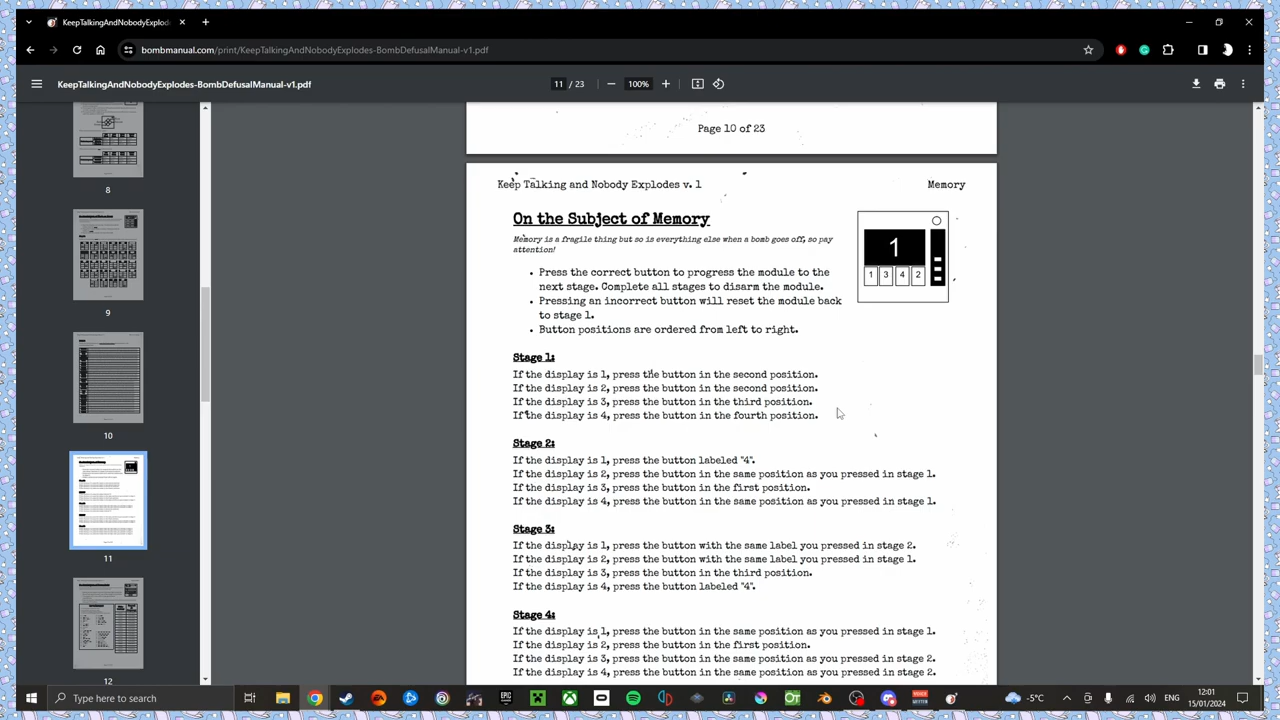 KeepTalkingAndNobodyExplod
bombmanual.com/print/KeepTalkingAndNobodyExplodes-BombDefusalManual-v1.pdf
KeepTalkingAndNobodyExplodes-BombDefusalManual-v1.pdf
11 / 23
100%
8
9
10
11
12
Page 10 of 23
Keep Talking and Nobody Explodes v. 1
Memory
On the Subject of Memory
Memory is a fragile thing but so is everything else when a bomb goes off, so pay
attention!
1
1 3 4 2
• Press the correct button to progress the module to the
next stage. Complete all stages to disarm the module.
• Pressing an incorrect button will reset the module back
to stage 1.
• Button positions are ordered from left to right.
Stage 1:
If the display is 1, press the button in the second position.
If the display is 2, press the button in the second position.
If the display is 3, press the button in the third position.
If the display is 4, press the button in the fourth position.
Stage 2:
If the display is 1, press the button labeled "4".
If the display is 2, press the button in the same position as you pressed in stage 1.
If the display is 3, press the button in the first position.
If the display is 4, press the button in the same position as you pressed in stage 1.
Stage 3:
If the display is 1, press the button with the same label you pressed in stage 2.
If the display is 2, press the button with the same label you pressed in stage 1.
If the display is 3, press the button in the third position.
If the display is 4, press the button labeled "4".
Stage 4:
If the display is 1, press the button in the same position as you pressed in stage 1.
If the display is 2, press the button in the first position.
If the display is 3, press the button in the same position as you pressed in stage 2.
If the display is 4, press the button in the same position as you pressed in stage 2.
Type here to search
-5°C
ENG
12:01
15/01/2024